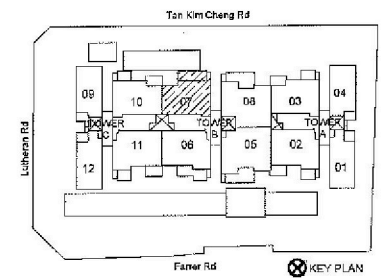 Tan Kim Cheng Rd
09 10 07 08 03 04
TOWER C TOWER B TOWER A
12 11 06 05 02 01
Lutheran Rd
Farrer Rd
KEY PLAN